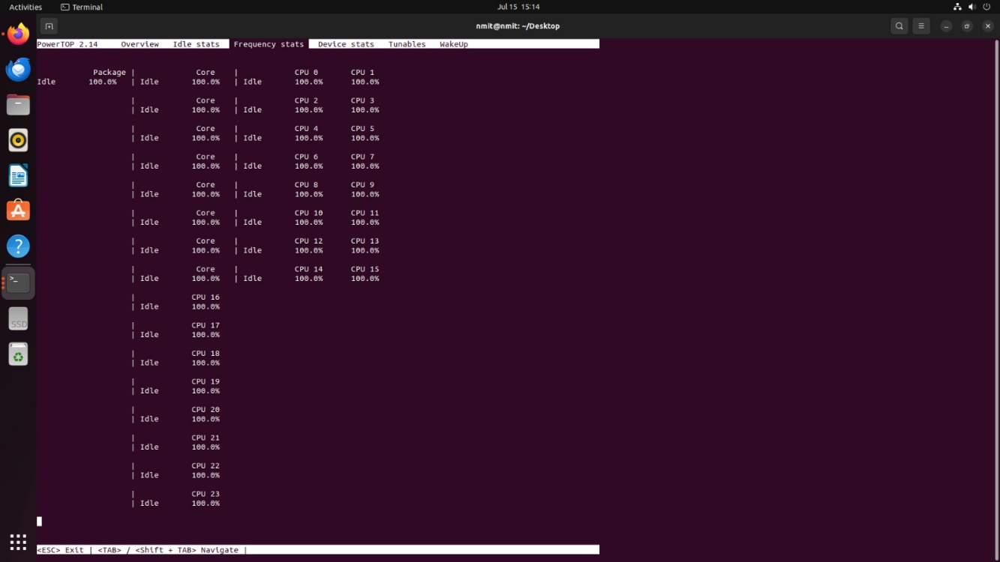 Activities Terminal Jul 15 15:14
nmit@nmit: ~/Desktop
PowerTOP 2.14 Overview Idle stats Frequency stats Device stats Tunables WakeUp
Package | Core | CPU 0 CPU 1
Idle 100.0% | Idle 100.0% | Idle 100.0% 100.0%
| Core | CPU 2 CPU 3
| Idle 100.0% | Idle 100.0% 100.0%
| Core | CPU 4 CPU 5
| Idle 100.0% | Idle 100.0% 100.0%
| Core | CPU 6 CPU 7
| Idle 100.0% | Idle 100.0% 100.0%
| Core | CPU 8 CPU 9
| Idle 100.0% | Idle 100.0% 100.0%
| Core | CPU 10 CPU 11
| Idle 100.0% | Idle 100.0% 100.0%
| Core | CPU 12 CPU 13
| Idle 100.0% | Idle 100.0% 100.0%
| Core | CPU 14 CPU 15
| Idle 100.0% | Idle 100.0% 100.0%
| CPU 16
| Idle 100.0%
| CPU 17
| Idle 100.0%
| CPU 18
| Idle 100.0%
| CPU 19
| Idle 100.0%
| CPU 20
| Idle 100.0%
| CPU 21
| Idle 100.0%
| CPU 22
| Idle 100.0%
| CPU 23
| Idle 100.0%
SSD
<ESC> Exit | <TAB> / <Shift + TAB> Navigate |